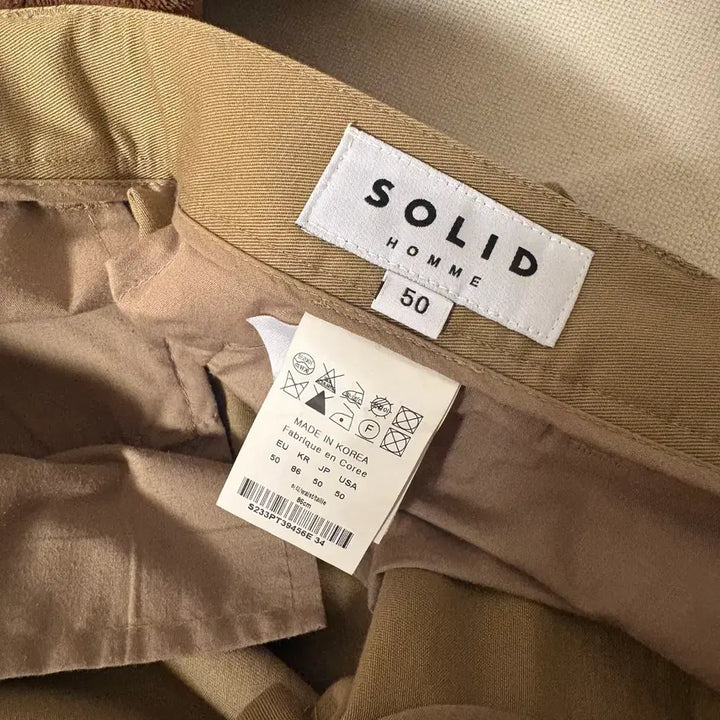 SOLID
HOMME
50
MADE IN KOREA
Fabrique en Coree
EU KR JP USA
50 86 50 50
86cm
S233PT39456E 34
F